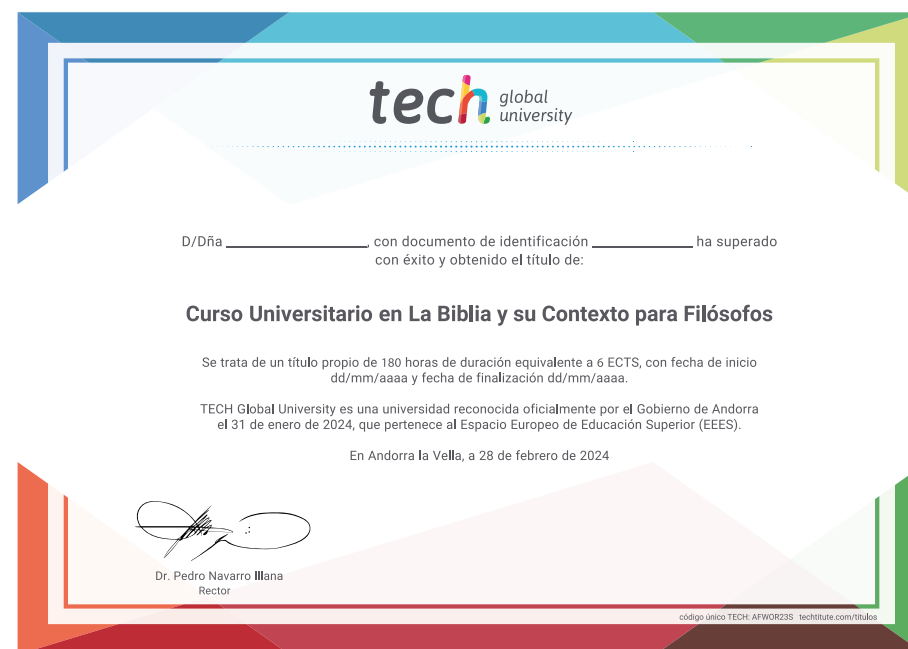 tech global university
D/Dña ______________, con documento de identificación ______________ ha superado
con éxito y obtenido el título de:
Curso Universitario en La Biblia y su Contexto para Filósofos
Se trata de un título propio de 180 horas de duración equivalente a 6 ECTS, con fecha de inicio
dd/mm/aaaa y fecha de finalización dd/mm/aaaa.
TECH Global University es una universidad reconocida oficialmente por el Gobierno de Andorra
el 31 de enero de 2024, que pertenece al Espacio Europeo de Educación Superior (EEES).
En Andorra la Vella, a 28 de febrero de 2024
Dr. Pedro Navarro Illana
Rector
código único TECH: AFWOR23S techtitute.com/titulos